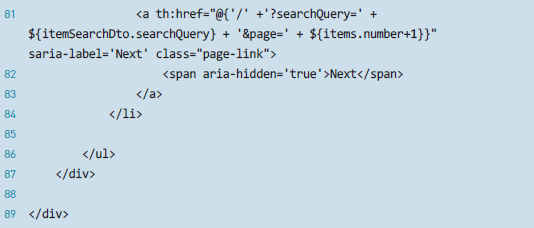 81 <a th:href="@{'/' +'?searchQuery=' +
${itemSearchDto.searchQuery} + '&page=' + ${items.number+1}}"
saria-label='Next' class="page-link">
82 <span aria-hidden='true'>Next</span>
83 </a>
84 </li>
85
86 </ul>
87 </div>
88
89 </div>